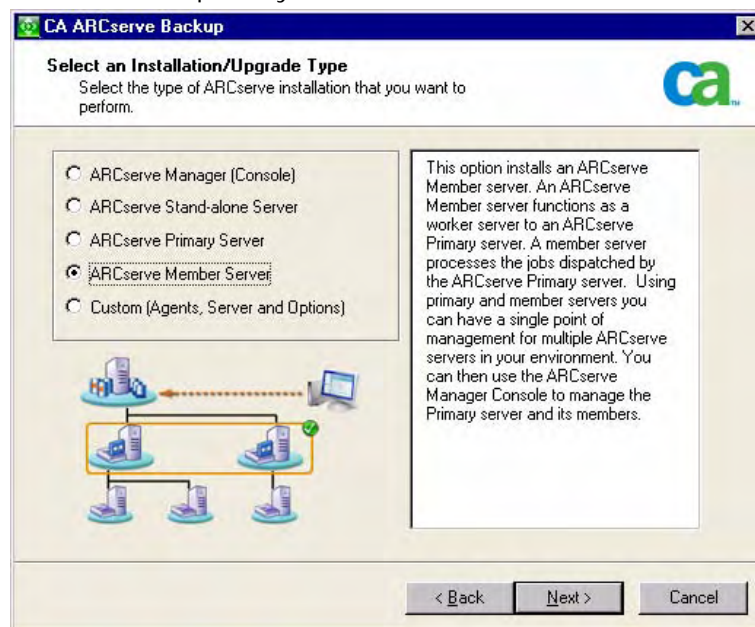 CA ARCserve Backup
Select an Installation/Upgrade Type
Select the type of ARCserve installation that you want to
perform.
ca
TM
ARCserve Manager (Console)
ARCserve Stand-alone Server
ARCserve Primary Server
ARCserve Member Server
Custom (Agents, Server and Options)
This option installs an ARCserve
Member server. An ARCserve
Member server functions as a
worker server to an ARCserve
Primary server. A member server
processes the jobs dispatched by
the ARCserve Primary server. Using
primary and member servers you
can have a single point of
management for multiple ARCserve
servers in your environment. You
can then use the ARCserve
Manager Console to manage the
Primary server and its members.
< Back
Next >
Cancel